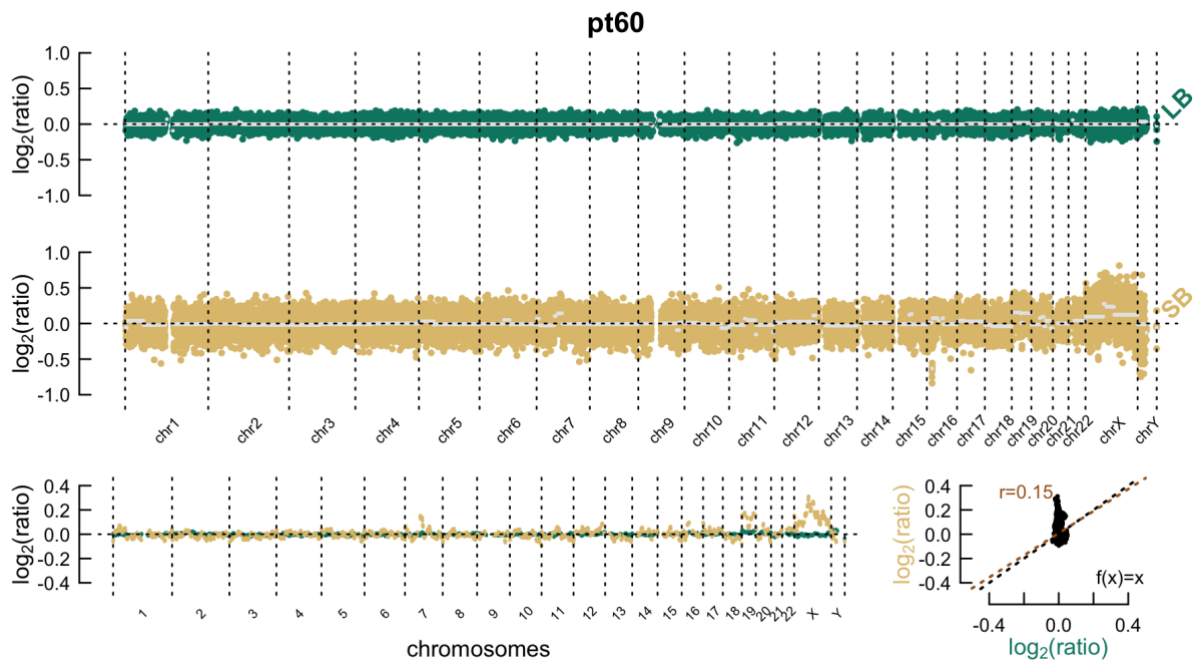 pt60
log2(ratio)
1.0
0.5
0.0
-0.5
-1.0
LB
log2(ratio)
1.0
0.5
0.0
-0.5
-1.0
SB
chr1 chr2 chr3 chr4 chr5 chr6 chr7 chr8 chr9 chr10 chr11 chr12 chr13 chr14 chr15 chr16 chr17 chr18 chr19 chr20 chr21 chr22 chrX chrY
log2(ratio)
0.4
0.2
0.0
-0.2
-0.4
1 2 3 4 5 6 7 8 9 10 11 12 13 14 15 16 17 18 19 20 21 22 X Y
chromosomes
log2(ratio)
0.4
0.2
0.0
-0.2
-0.4
r=0.15
f(x)=x
-0.4 0.0 0.4
log2(ratio)